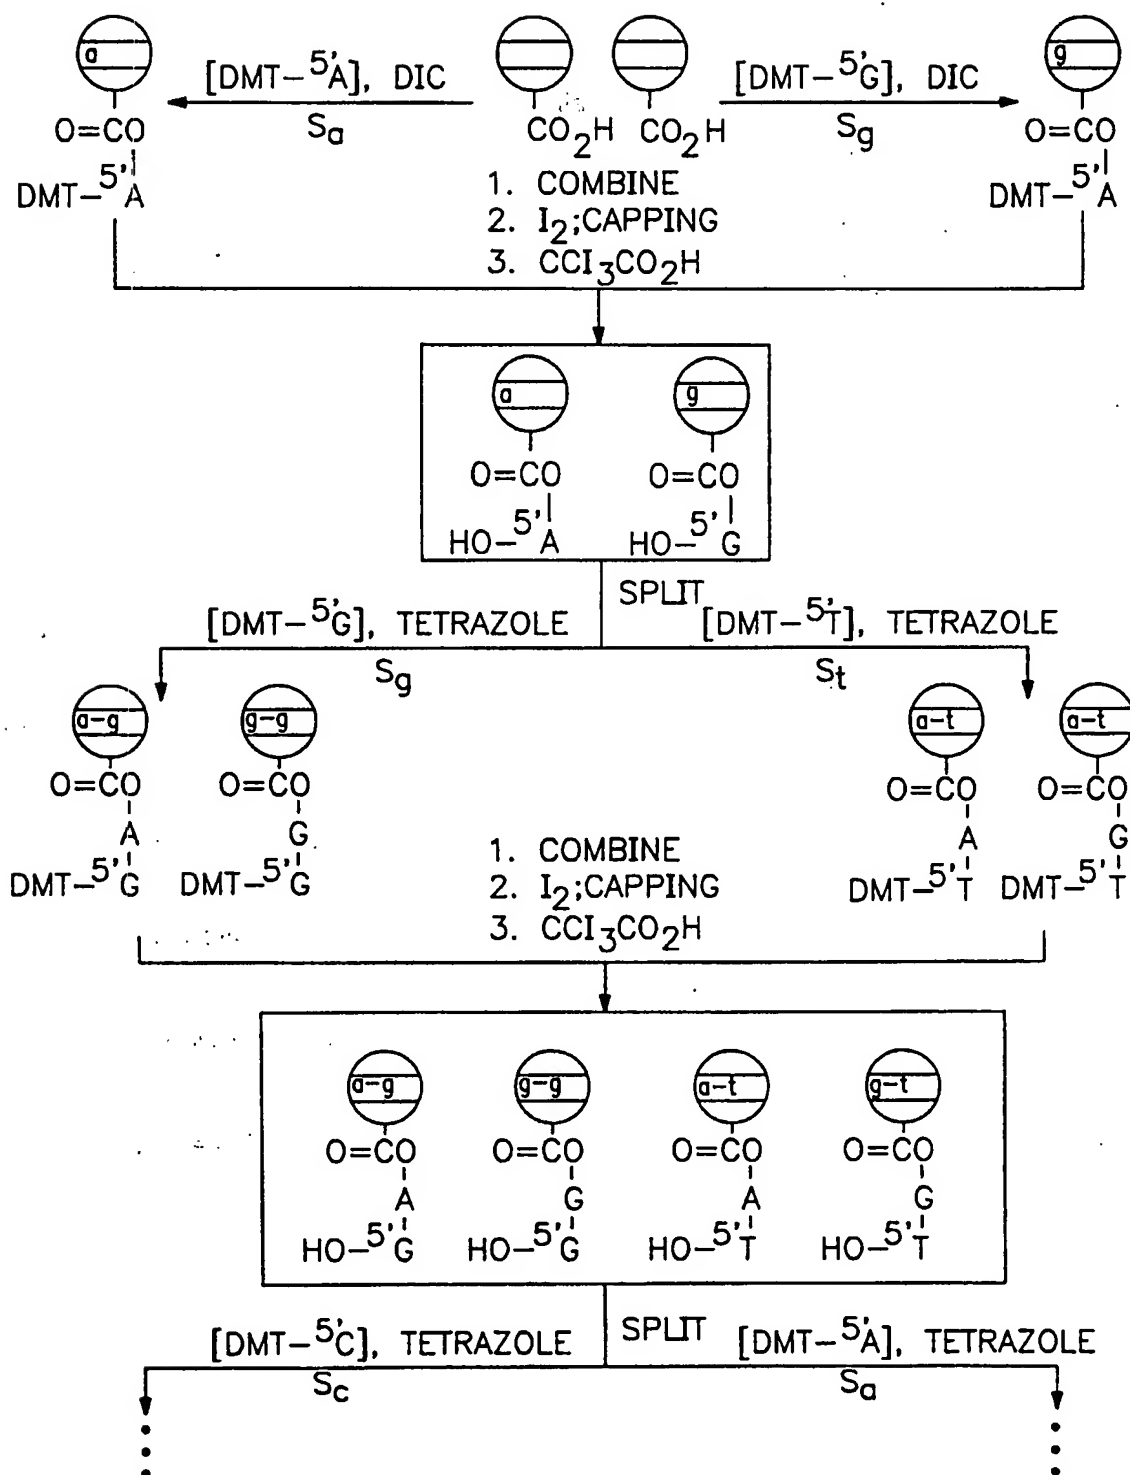 a
g
[DMT-5'A], DIC
[DMT-5'G], DIC
Sa
Sg
O=CO
CO2H
CO2H
O=CO
DMT-5'A
DMT-5'A
1. COMBINE
2. I2;CAPPING
3. CCI3CO2H
a
g
O=CO
O=CO
HO-5'A
HO-5'G
SPLIT
[DMT-5'G], TETRAZOLE
[DMT-5'T], TETRAZOLE
Sg
St
a-g
g-g
a-t
a-t
O=CO
O=CO
O=CO
O=CO
A
G
A
G
DMT-5'G
DMT-5'G
DMT-5'T
DMT-5'T
1. COMBINE
2. I2;CAPPING
3. CCI3CO2H
a-g
g-g
a-t
g-t
O=CO
O=CO
O=CO
O=CO
A
G
A
G
HO-5'G
HO-5'G
HO-5'T
HO-5'T
SPLIT
[DMT-5'C], TETRAZOLE
[DMT-5'A], TETRAZOLE
Sc
Sa